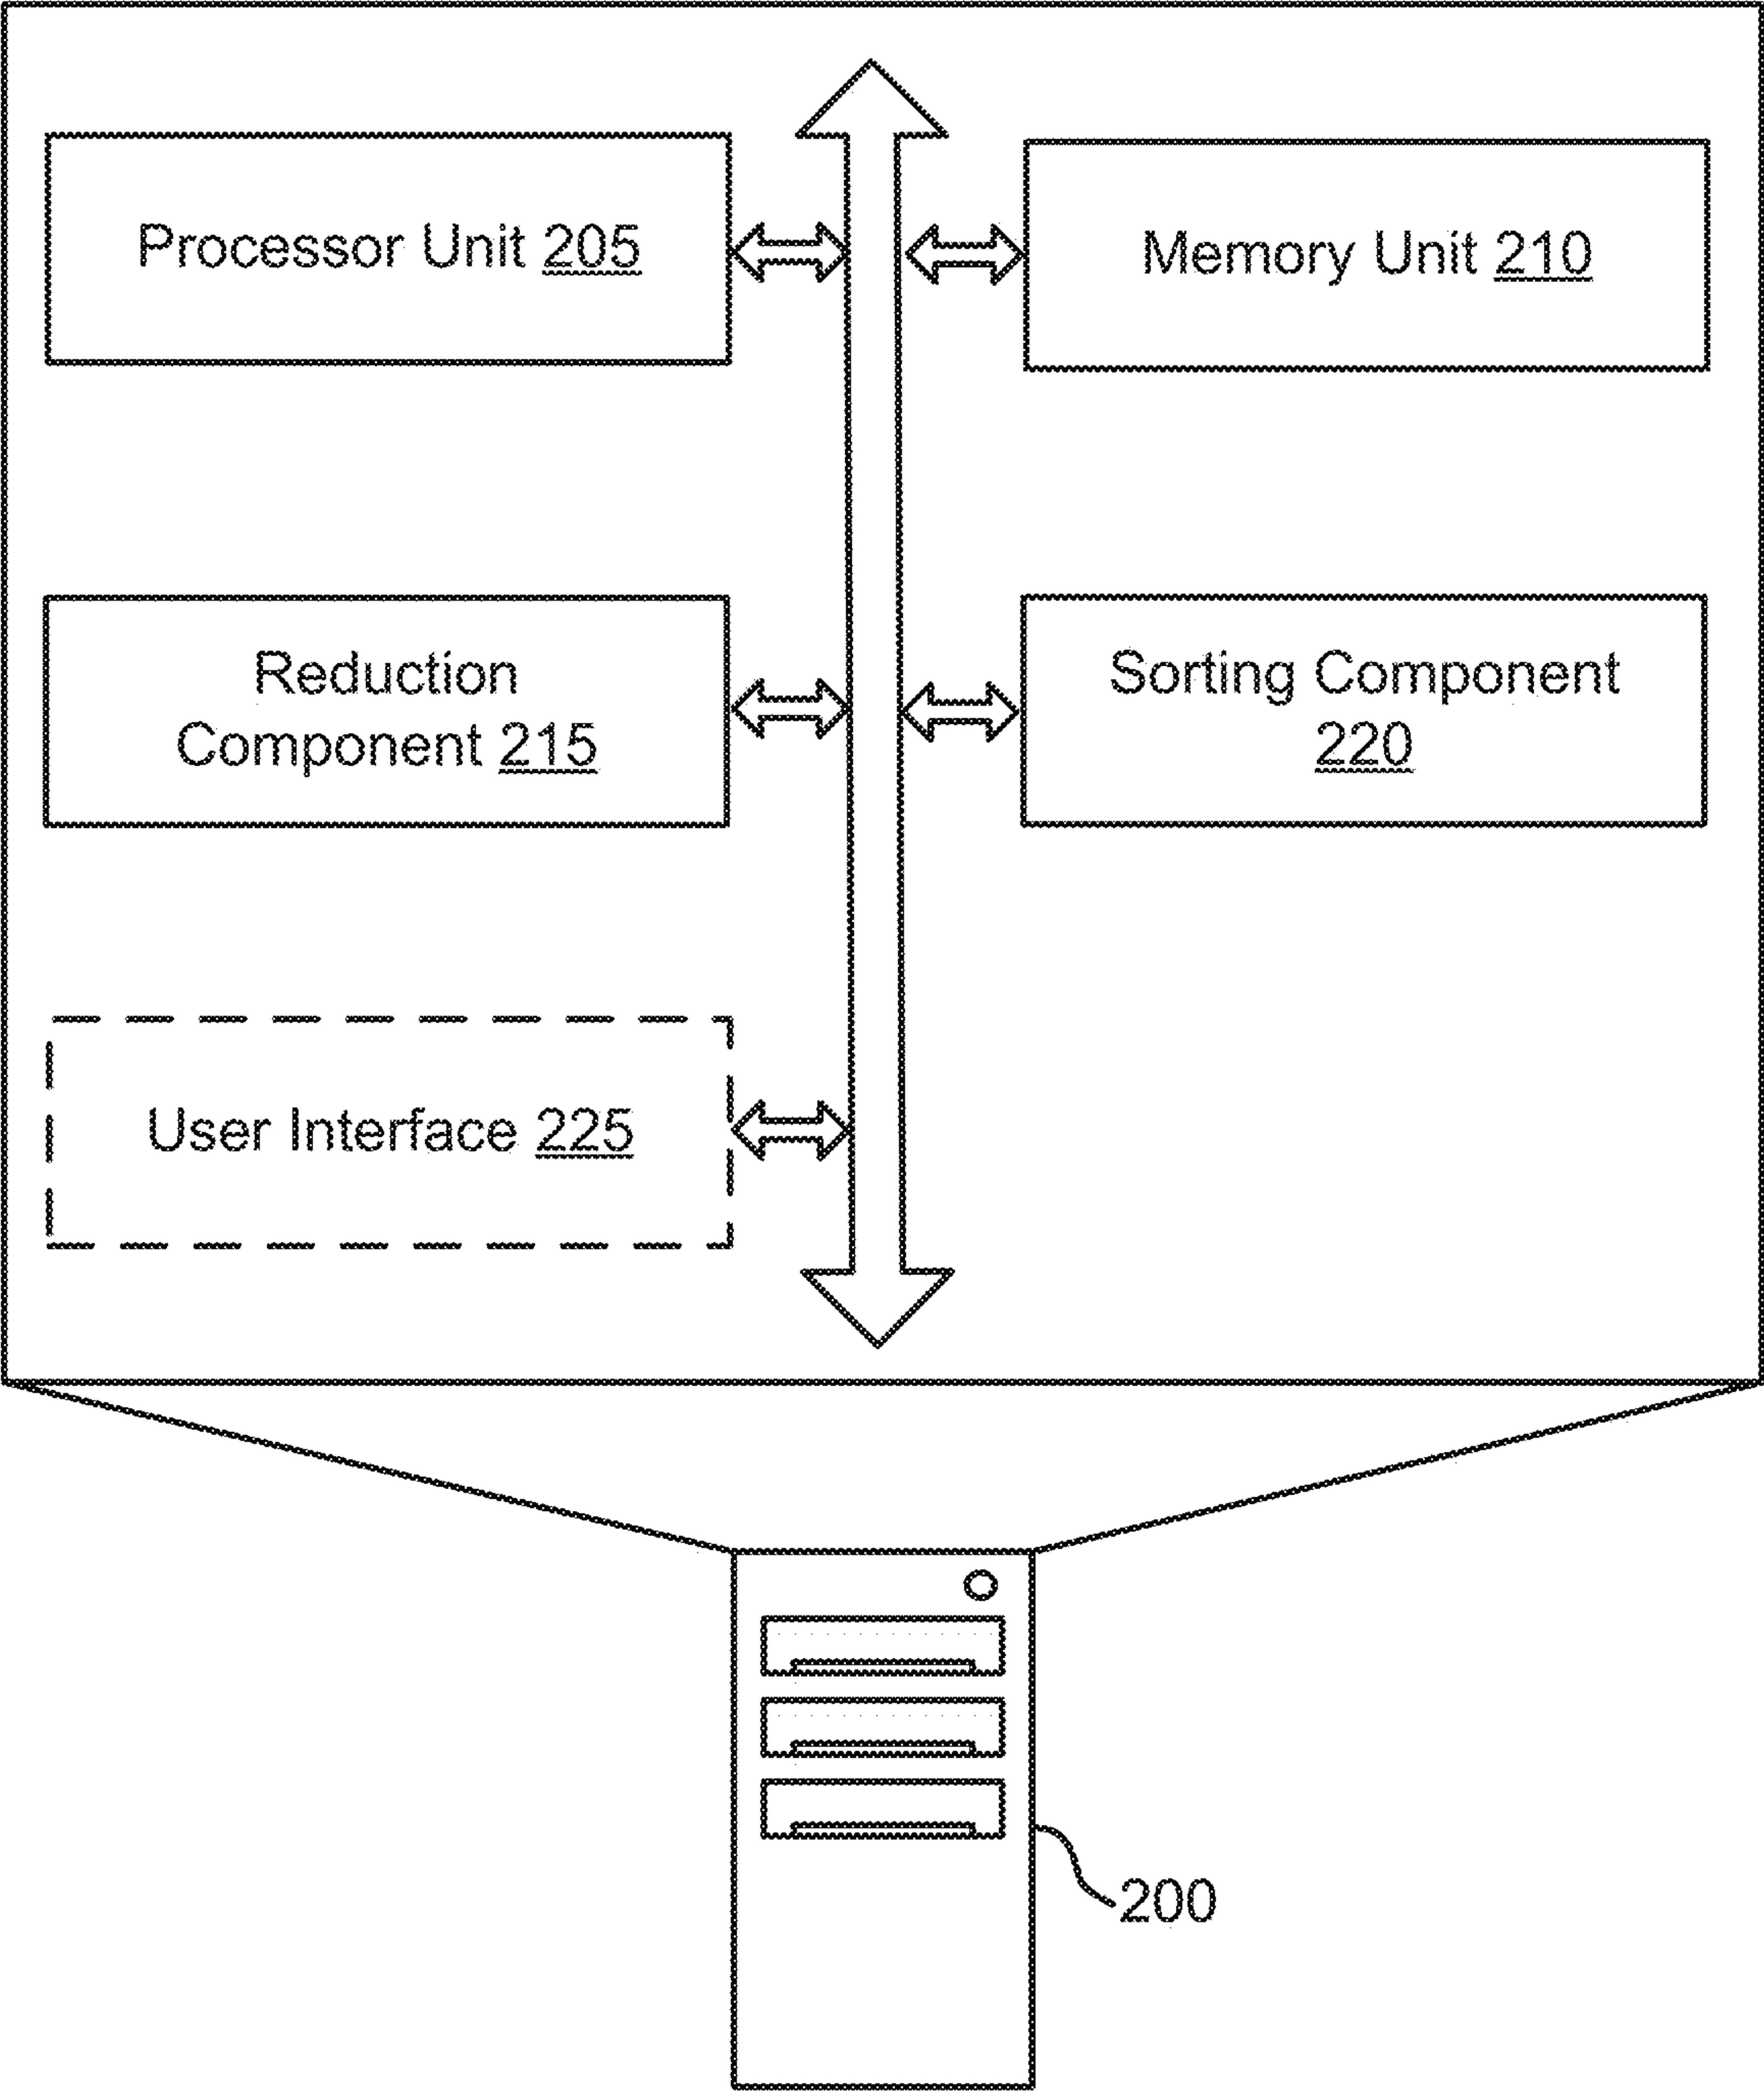 Processor Unit 205
Memory Unit 210
Reduction
Component 215
Sorting Component
220
User Interface 225
200